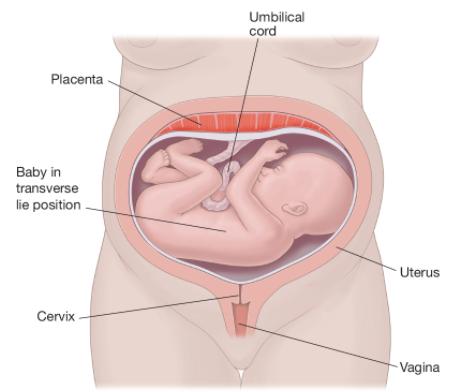 Umbilical
cord
Placenta
Baby in
transverse
lie position
Uterus
Cervix
Vagina